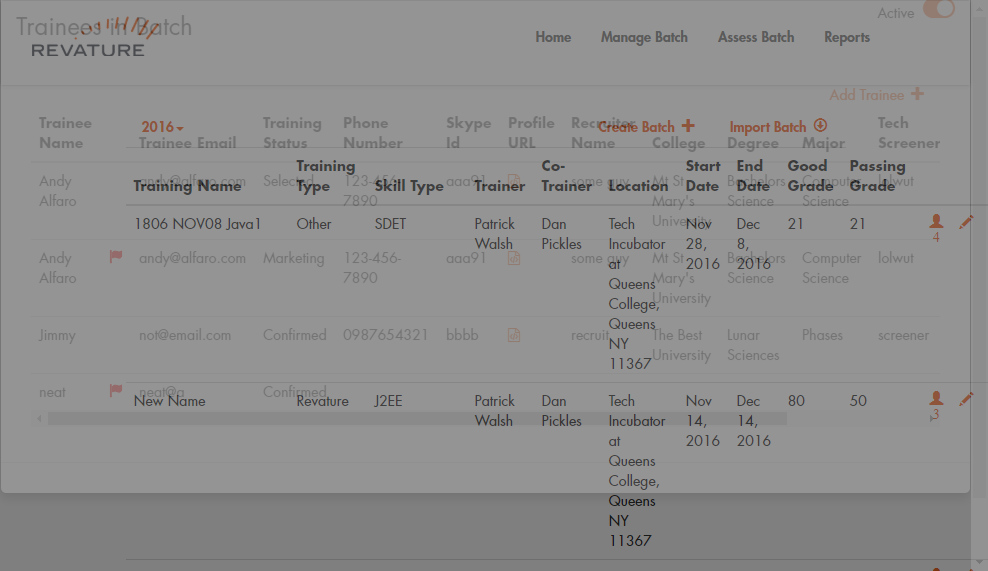 Trainees in Batch
Active
REVATURE
Home Manage Batch Assess Batch Reports
Add Trainee
2016 Create Batch Import Batch
Trainee Name Trainee Email Training Status Phone Number Skype Id Profile URL Recruiter Name College Degree Major Tech Screener
Andy Alfaro andy@alfaro.com Selected 123-456-7890 aaa91 some guy Mt St Mary's University Bachelors Science Computer Science lolwut
Andy Alfaro andy@alfaro.com Marketing 123-456-7890 aaa91 some guy Mt St Mary's University Bachelors Science Computer Science lolwut
Jimmy not@email.com Confirmed 0987654321 bbbb recruit The Best University Lunar Sciences Phases screener
neat neat@a Confirmed
Training Name Training Type Skill Type Trainer Co-Trainer Location Start Date End Date Good Grade Passing Grade
1806 NOV08 Java1 Other SDET Patrick Walsh Dan Pickles Tech Incubator at Queens College, Queens NY 11367 Nov 28, 2016 Dec 8, 2016 21 21 4
New Name Revature J2EE Patrick Walsh Dan Pickles Tech Incubator at Queens College, Queens NY 11367 Nov 14, 2016 Dec 14, 2016 80 50 3